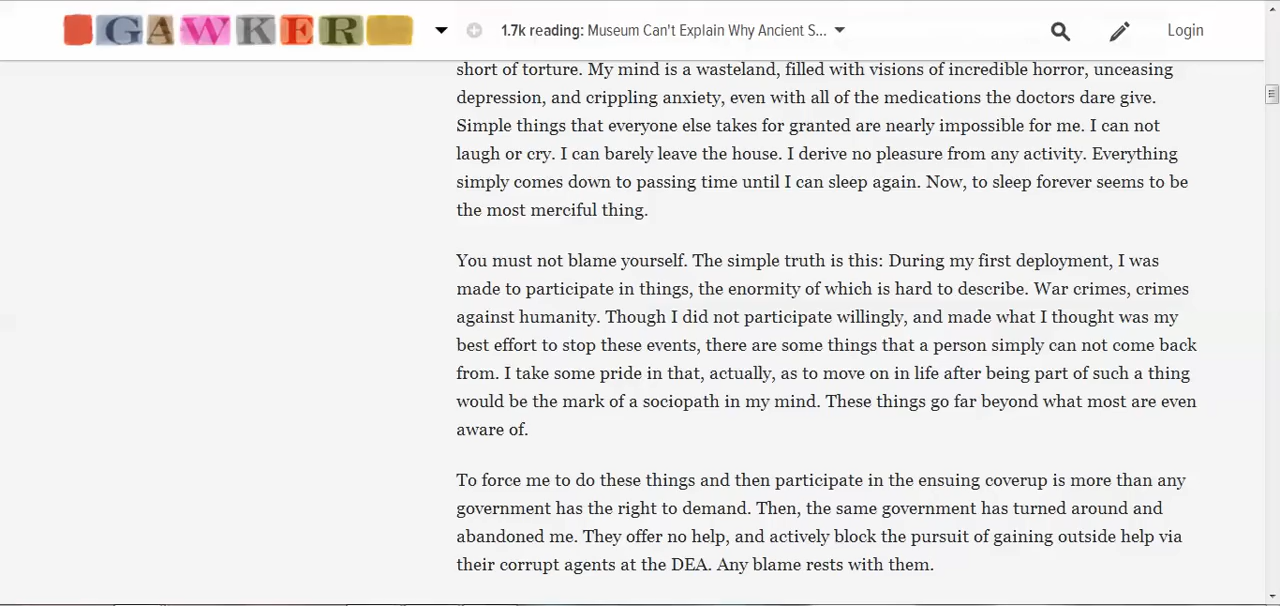 GAWKER
1.7k reading: Museum Can't Explain Why Ancient S...
Login
short of torture. My mind is a wasteland, filled with visions of incredible horror, unceasing
depression, and crippling anxiety, even with all of the medications the doctors dare give.
Simple things that everyone else takes for granted are nearly impossible for me. I can not
laugh or cry. I can barely leave the house. I derive no pleasure from any activity. Everything
simply comes down to passing time until I can sleep again. Now, to sleep forever seems to be
the most merciful thing.
You must not blame yourself. The simple truth is this: During my first deployment, I was
made to participate in things, the enormity of which is hard to describe. War crimes, crimes
against humanity. Though I did not participate willingly, and made what I thought was my
best effort to stop these events, there are some things that a person simply can not come back
from. I take some pride in that, actually, as to move on in life after being part of such a thing
would be the mark of a sociopath in my mind. These things go far beyond what most are even
aware of.
To force me to do these things and then participate in the ensuing coverup is more than any
government has the right to demand. Then, the same government has turned around and
abandoned me. They offer no help, and actively block the pursuit of gaining outside help via
their corrupt agents at the DEA. Any blame rests with them.